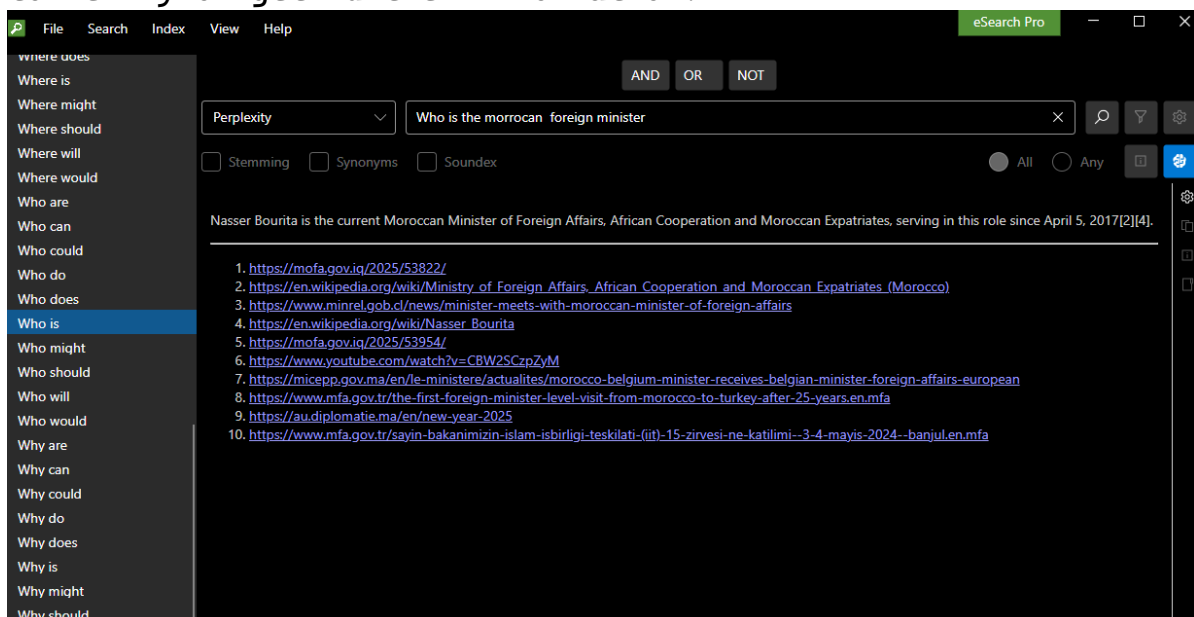 File Search Index View Help eSearch Pro
AND OR NOT
Perplexity Who is the morrocan foreign minister
Stemming Synonyms Soundex All Any
Where does
Where is
Where might
Where should
Where will
Where would
Who are
Who can
Who could
Who do
Who does
Who is
Who might
Who should
Who will
Who would
Why are
Why can
Why could
Why do
Why does
Why is
Why might
Why should
Nasser Bourita is the current Moroccan Minister of Foreign Affairs, African Cooperation and Moroccan Expatriates, serving in this role since April 5, 2017[2][4].
1. https://mofa.gov.iq/2025/53822/
2. https://en.wikipedia.org/wiki/Ministry_of_Foreign_Affairs,_African_Cooperation_and_Moroccan_Expatriates_(Morocco)
3. https://www.minrel.gob.cl/news/minister-meets-with-moroccan-minister-of-foreign-affairs
4. https://en.wikipedia.org/wiki/Nasser_Bourita
5. https://mofa.gov.iq/2025/53954/
6. https://www.youtube.com/watch?v=CBW2SCzpZyM
7. https://micepp.gov.ma/en/le-ministere/actualites/morocco-belgium-minister-receives-belgian-minister-foreign-affairs-european
8. https://www.mfa.gov.tr/the-first-foreign-minister-level-visit-from-morocco-to-turkey-after-25-years.en.mfa
9. https://au.diplomatie.ma/en/new-year-2025
10. https://www.mfa.gov.tr/sayin-bakanimizin-islam-isbirligi-teskilati-(iit)-15-zirvesi-ne-katilimi--3-4-mayis-2024--banjul.en.mfa